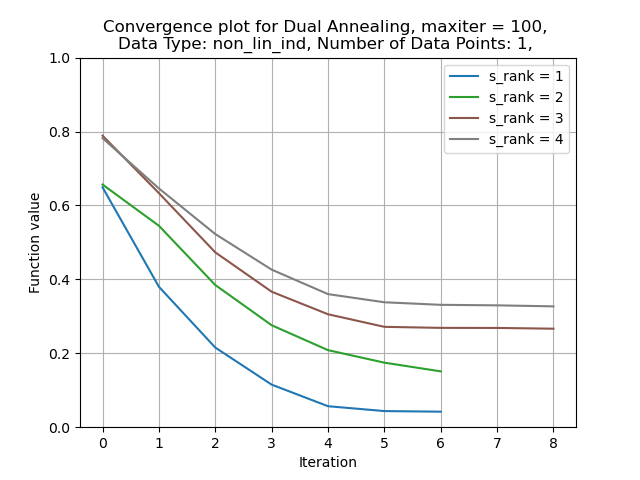 Convergence plot for Dual Annealing, maxiter = 100,
Data Type: non_lin_ind, Number of Data Points: 1,
1.0
0.8
0.6
0.4
0.2
0.0
Function value
s_rank = 1
s_rank = 2
s_rank = 3
s_rank = 4
0 1 2 3 4 5 6 7 8
Iteration